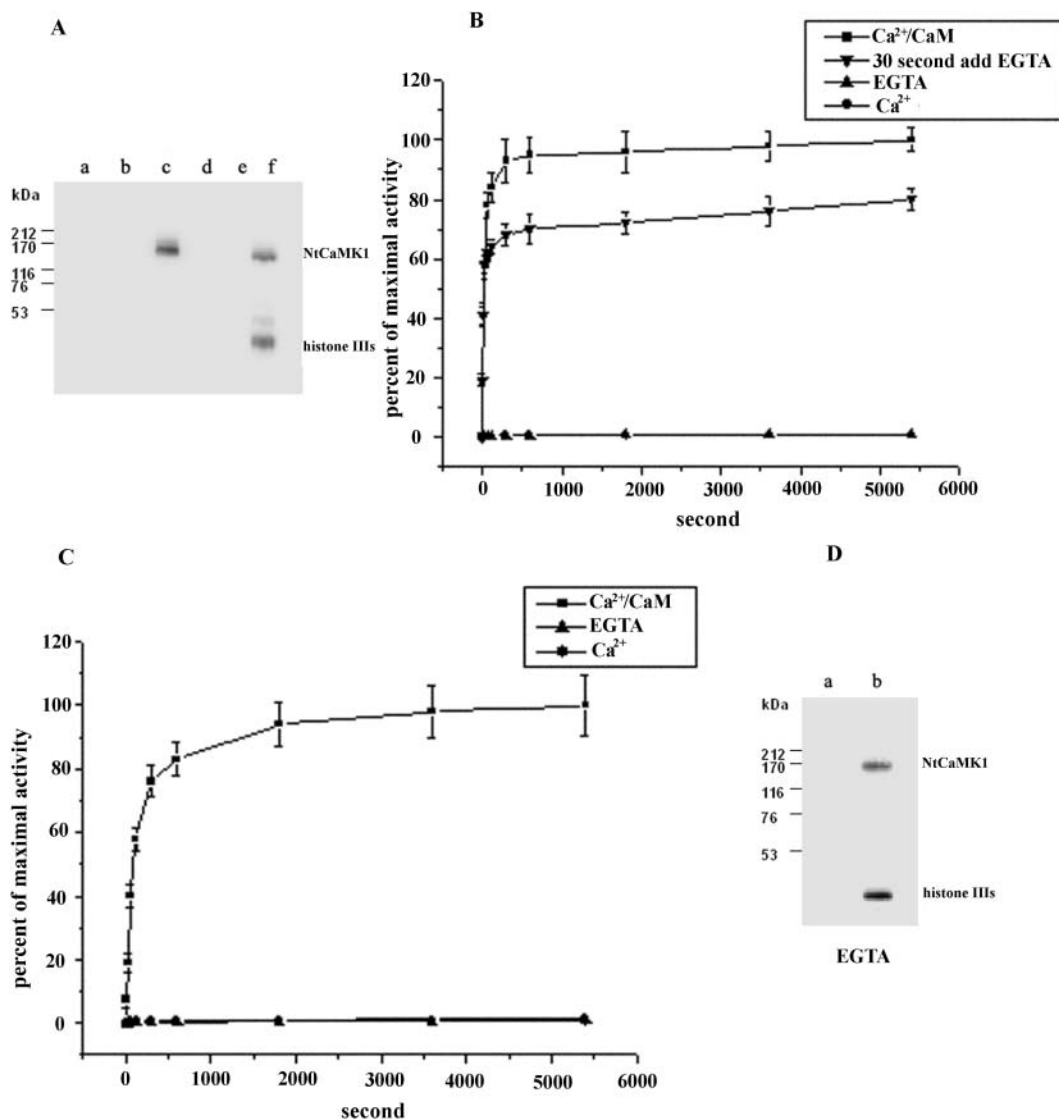 A
a b c d e f
kDa
212
170
116
76
53
NtCaMK1
histone IIIs
B
Ca2+/CaM
30 second add EGTA
EGTA
Ca2+
percent of maximal activity
120
100
80
60
40
20
0
0 1000 2000 3000 4000 5000 6000
second
C
Ca2+/CaM
EGTA
Ca2+
percent of maximal activity
120
100
80
60
40
20
0
0 1000 2000 3000 4000 5000 6000
second
D
a b
kDa
212
170
116
76
53
NtCaMK1
histone IIIs
EGTA